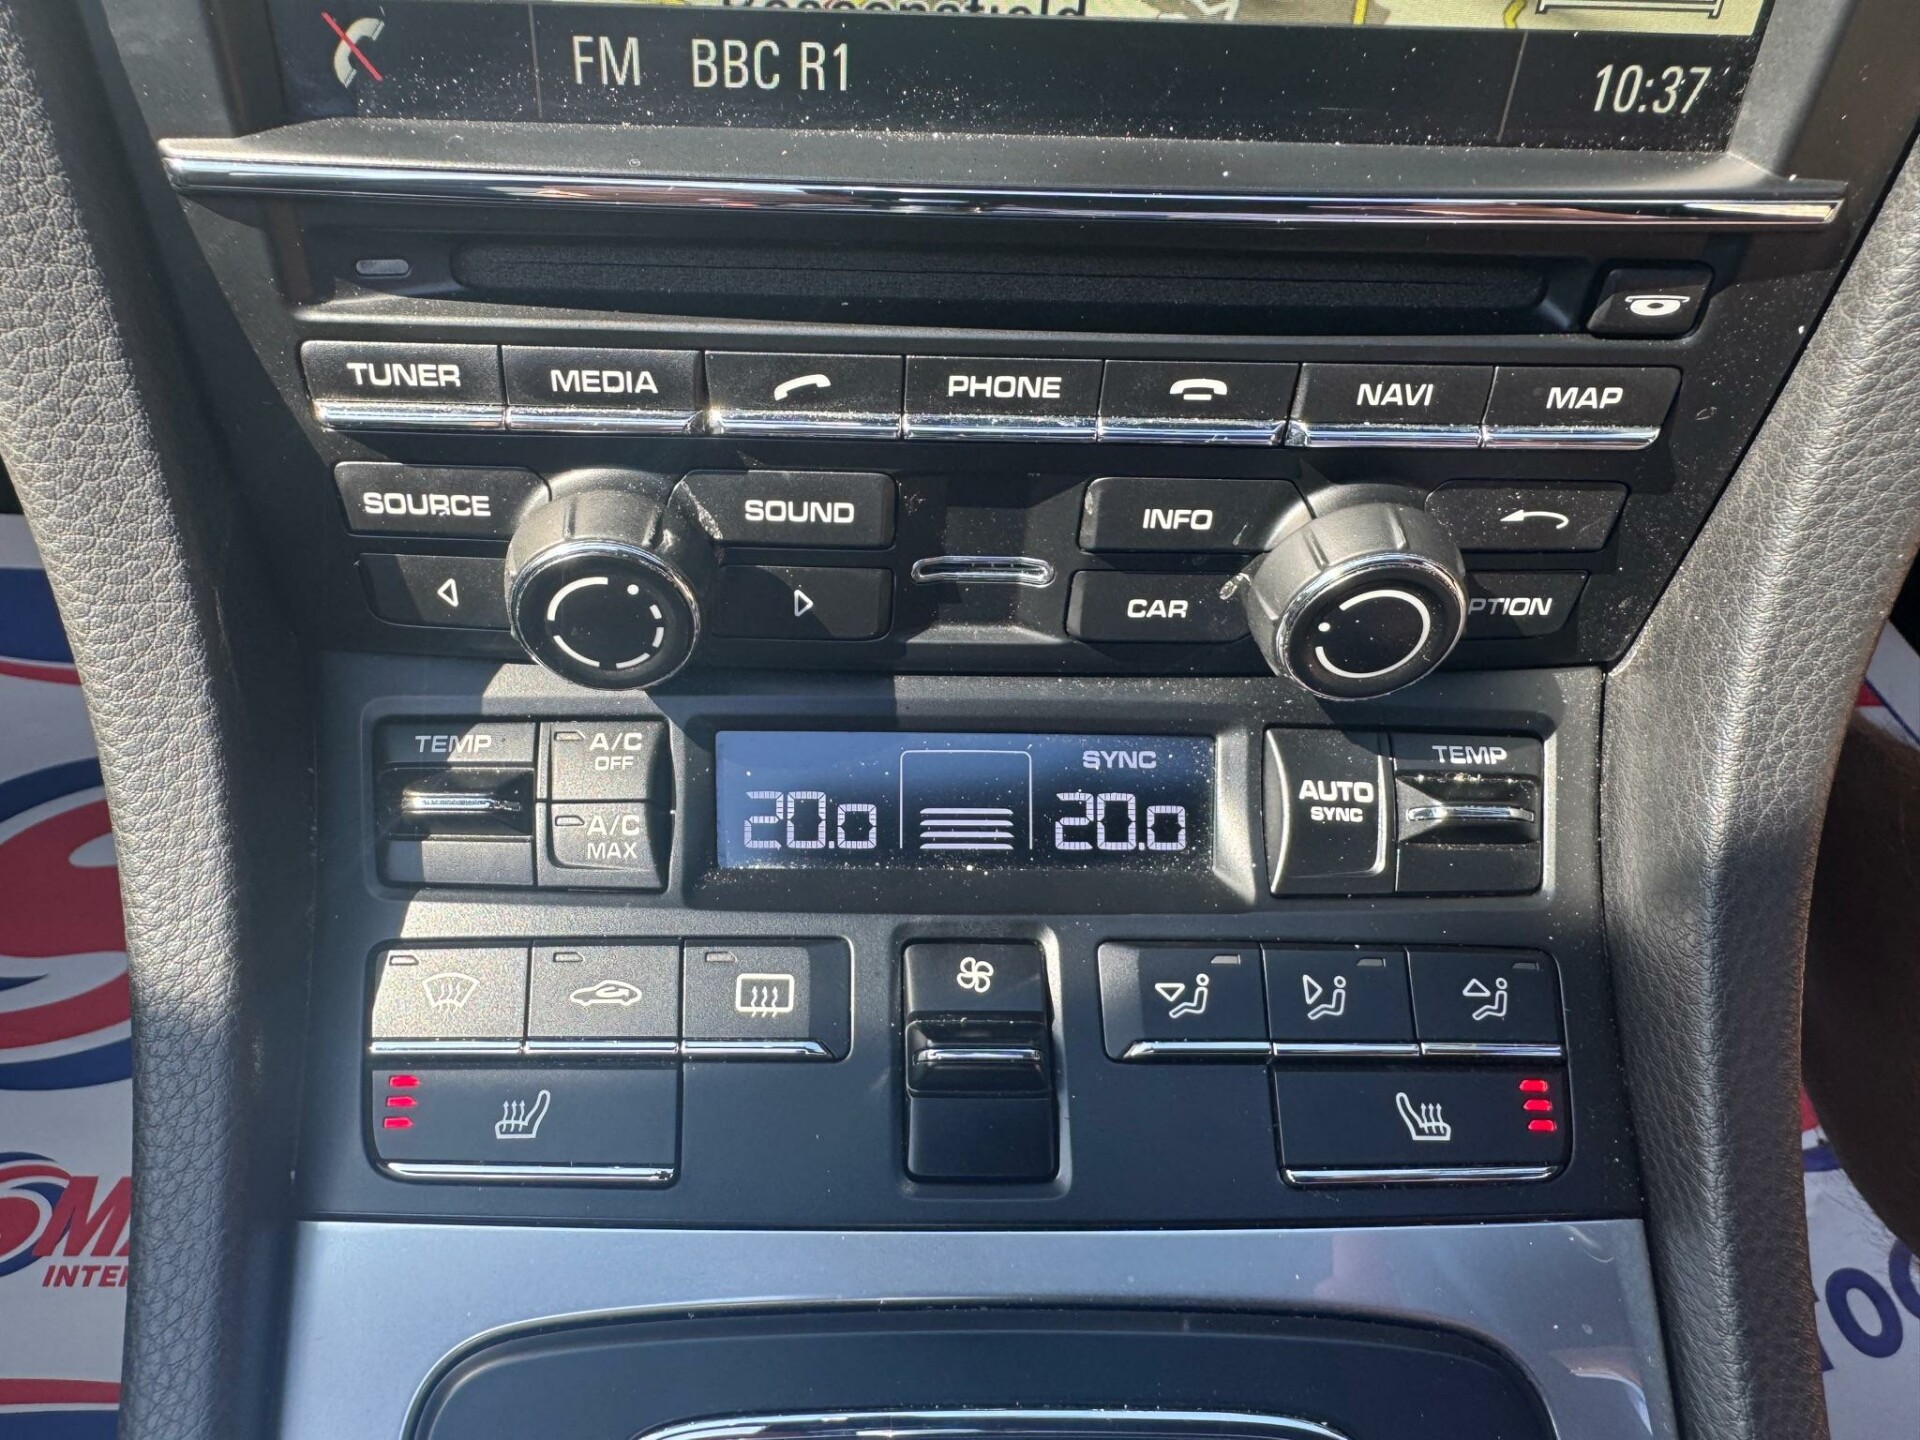 FM BBC R1 10:37
TUNER MEDIA PHONE NAVI MAP
SOURCE SOUND INFO
CAR PTION
TEMP A/C OFF SYNC AUTO SYNC TEMP
A/C MAX 20.0 20.0
INTER